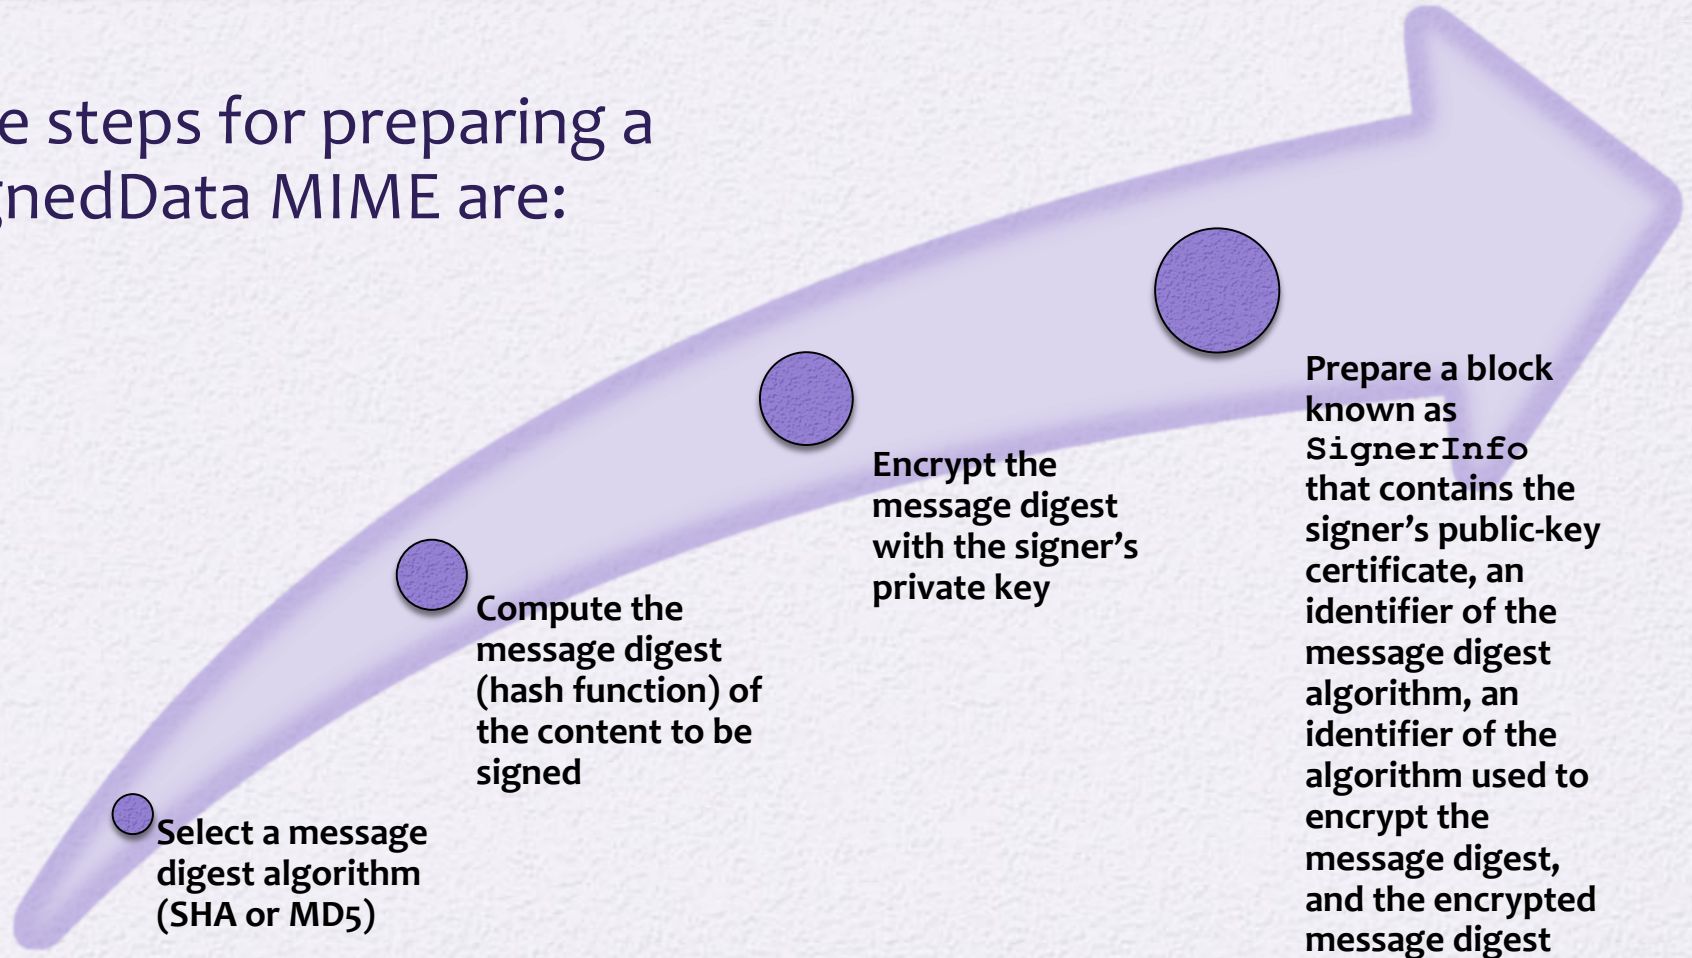 e steps for preparing a
gnedData MIME are:
Select a message
digest algorithm
(SHA or MD5)
Compute the
message digest
(hash function) of
the content to be
signed
Encrypt the
message digest
with the signer’s
private key
Prepare a block
known as
SignerInfo
that contains the
signer’s public-key
certificate, an
identifier of the
message digest
algorithm, an
identifier of the
algorithm used to
encrypt the
message digest,
and the encrypted
message digest